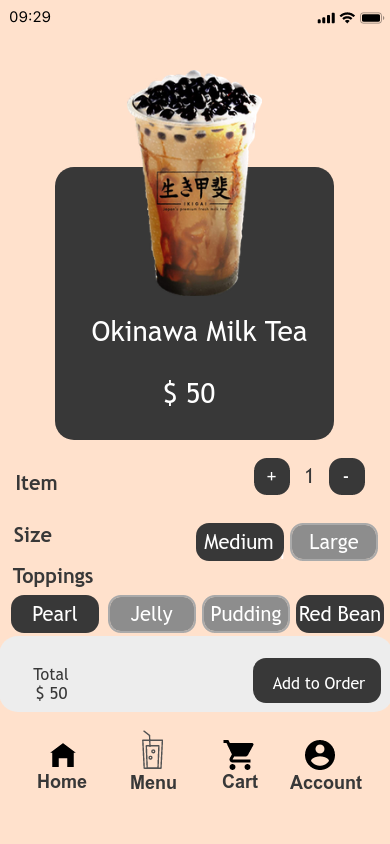 09:29
生き甲斐
IKIGAI
Okinawa Milk Tea
$ 50
Item
+ 1 -
Size
Medium Large
Toppings
Pearl Jelly Pudding Red Bean
Total
$ 50
Add to Order
Home Menu Cart Account